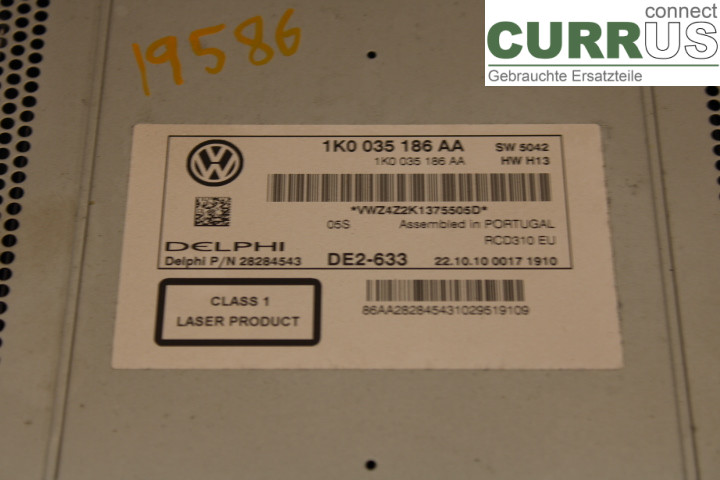 19586
connect
CURRUS
Gebrauchte Ersatzteile
1K0 035 186 AA SW 5042
1K0 035 186 AA HW H13
*VWZ4Z2K1375505D*
05S Assembled in PORTUGAL
RCD310 EU
DELPHI
Delphi P/N 28284543 DE2-633 22.10.10 0017 1910
CLASS 1
LASER PRODUCT
86AA282845431029519109